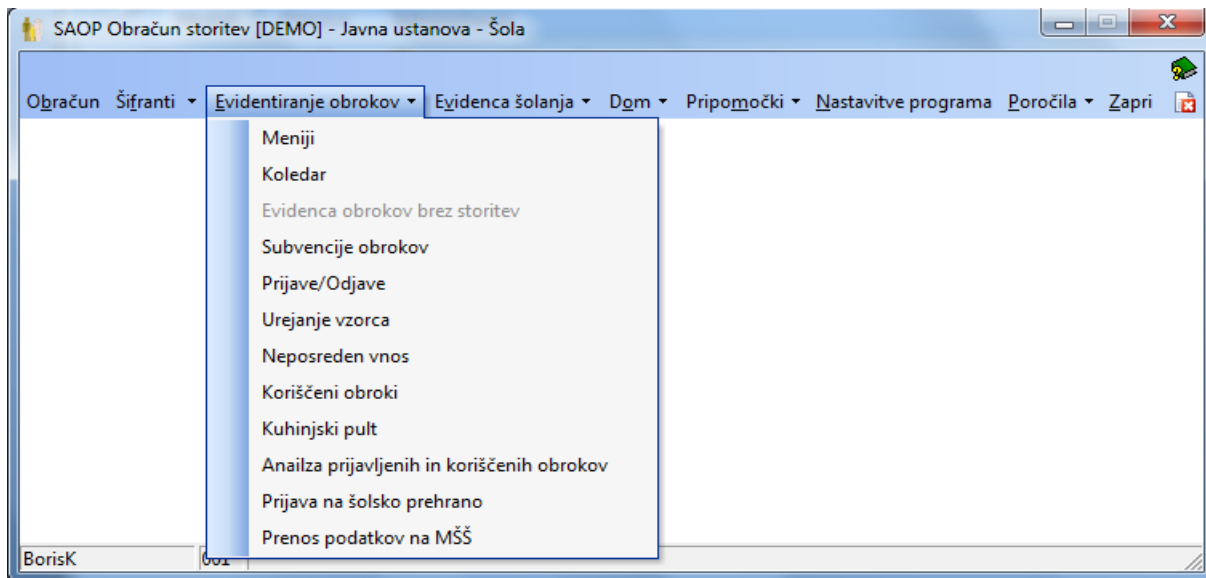 SAOP Obračun storitev [DEMO] - Javna ustanova - Šola
Obračun Šifranti Evidentiranje obrokov Evidenca šolanja Dom Pripomočki Nastavitve programa Poročila Zapri
Meniji
Koledar
Evidenca obrokov brez storitev
Subvencije obrokov
Prijave/Odjave
Urejanje vzorca
Neposreden vnos
Koriščeni obroki
Kuhinjski pult
Anailza prijavljenih in koriščenih obrokov
Prijava na šolsko prehrano
Prenos podatkov na MŠŠ
BorisK 001